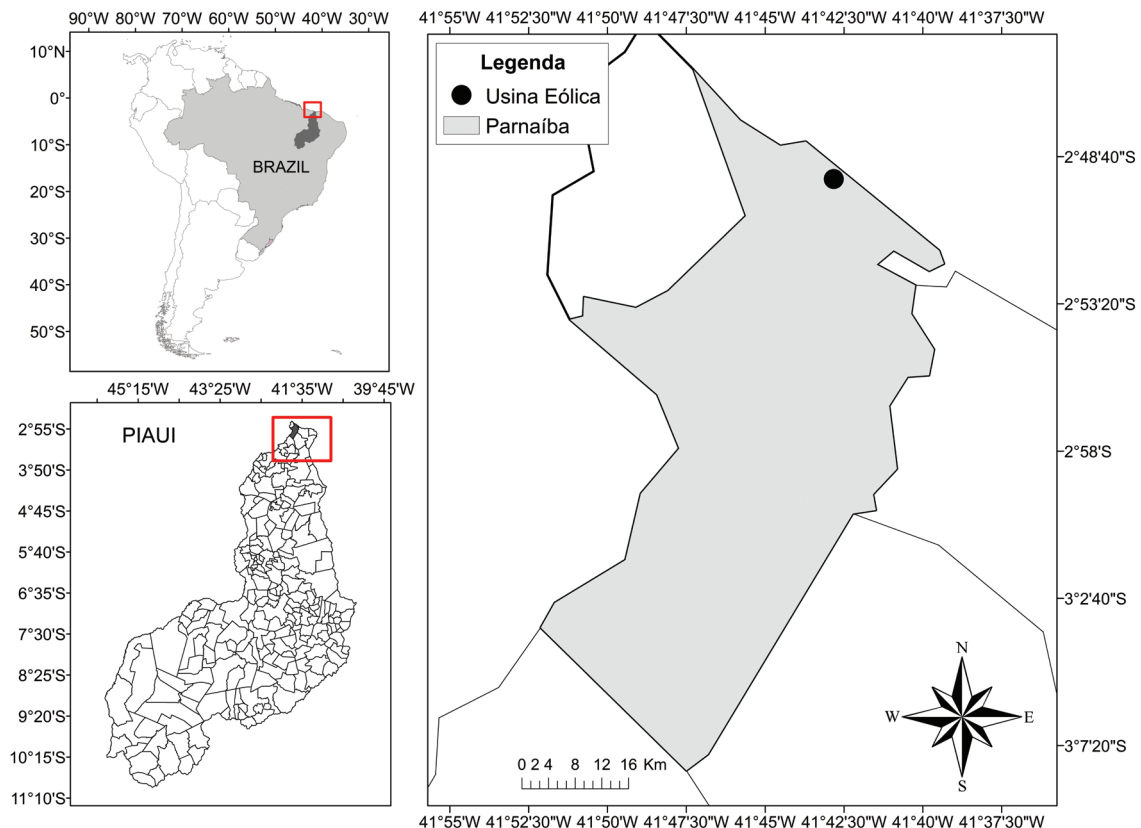 90°W 80°W 70°W 60°W 50°W 40°W 30°W
10°N
0°
10°S
20°S
30°S
40°S
50°S
BRAZIL
45°15'W 43°25'W 41°35'W 39°45'W
2°55'S
3°50'S
4°45'S
5°40'S
6°35'S
7°30'S
8°25'S
9°20'S
10°15'S
11°10'S
PIAUI
41°55'W 41°52'30"W 41°50'W 41°47'30"W 41°45'W 41°42'30"W 41°40'W 41°37'30"W
Legenda
Usina Eólica
Parnaíba
2°48'40"S
2°53'20"S
2°58'S
3°2'40"S
3°7'20"S
N
W E
S
0 2 4 8 12 16 Km
41°55'W 41°52'30"W 41°50'W 41°47'30"W 41°45'W 41°42'30"W 41°40'W 41°37'30"W